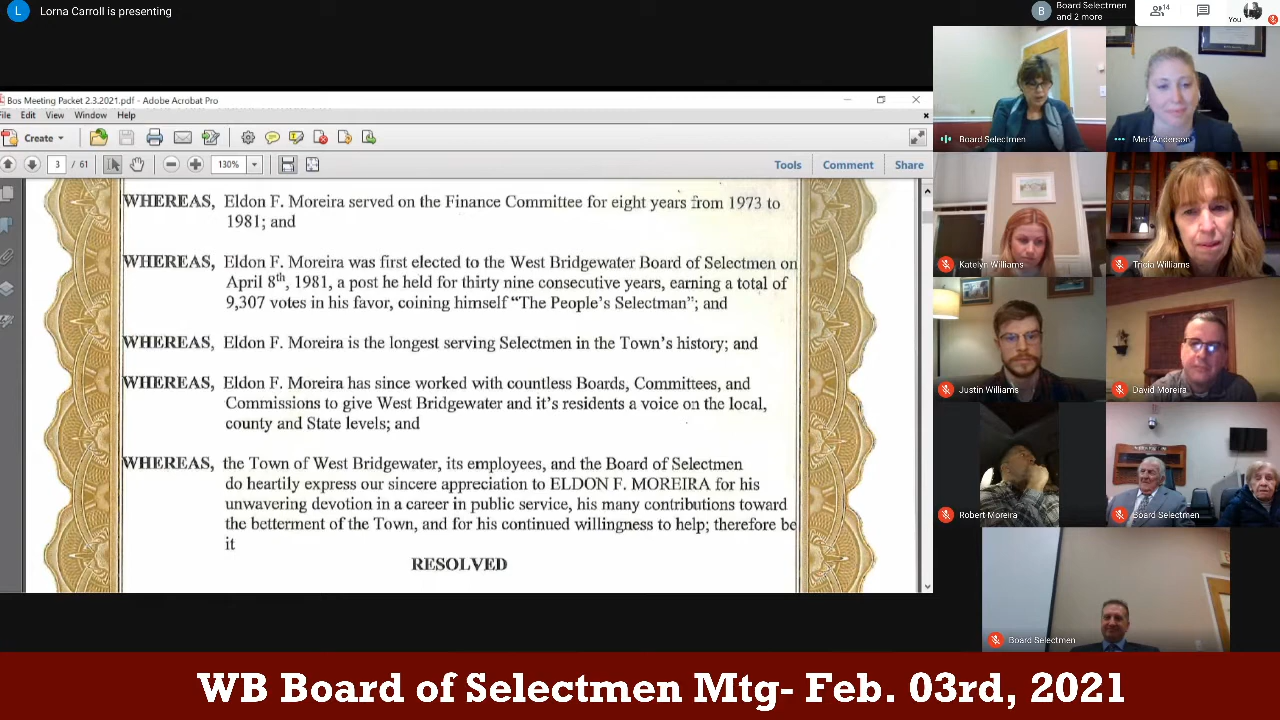 L Lorna Carroll is presenting
B Board Selectmen
and 2 more
14
You
Bos Meeting Packet 2.3.2021.pdf - Adobe Acrobat Pro
File Edit View Window Help
Create
3 / 61 130% Tools Comment Share
WHEREAS, Eldon F. Moreira served on the Finance Committee for eight years from 1973 to
1981; and
WHEREAS, Eldon F. Moreira was first elected to the West Bridgewater Board of Selectmen on
April 8th, 1981, a post he held for thirty nine consecutive years, earning a total of
9,307 votes in his favor, coining himself “The People’s Selectman”; and
WHEREAS, Eldon F. Moreira is the longest serving Selectmen in the Town’s history; and
WHEREAS, Eldon F. Moreira has since worked with countless Boards, Committees, and
Commissions to give West Bridgewater and it’s residents a voice on the local,
county and State levels; and
WHEREAS, the Town of West Bridgewater, its employees, and the Board of Selectmen
do heartily express our sincere appreciation to ELDON F. MOREIRA for his
unwavering devotion in a career in public service, his many contributions toward
the betterment of the Town, and for his continued willingness to help; therefore be
it
RESOLVED
Board Selectmen
Meri Anderson
Katelyn Williams
Tricia Williams
Justin Williams
David Moreira
Robert Moreira
Board Selectmen
Board Selectmen
WB Board of Selectmen Mtg- Feb. 03rd, 2021